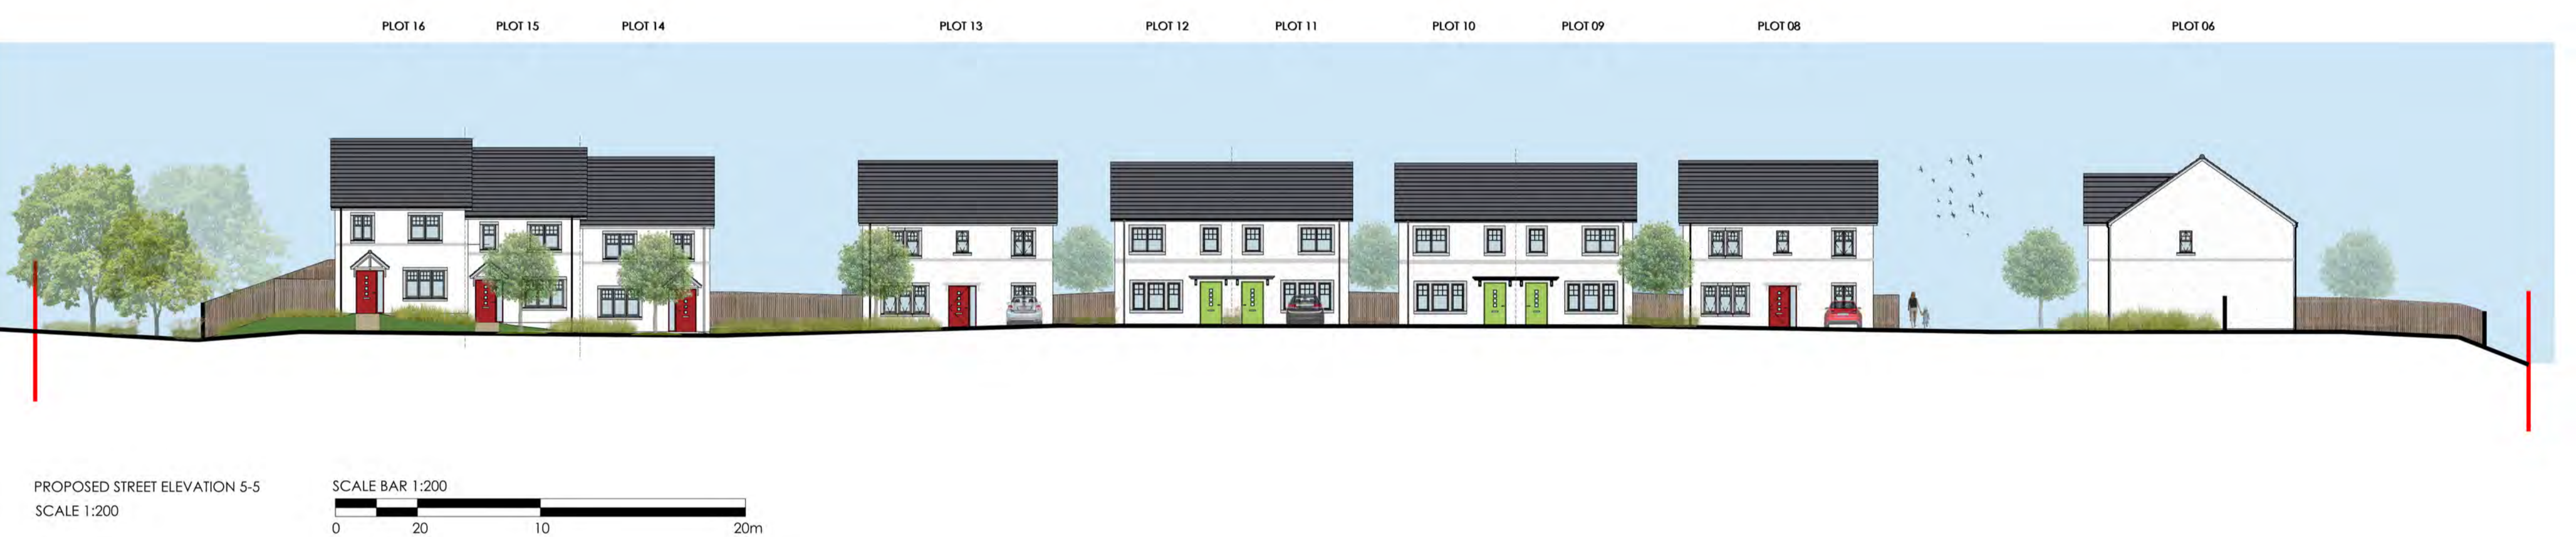 PLOT 16 PLOT 15 PLOT 14 PLOT 13 PLOT 12 PLOT 11 PLOT 10 PLOT 09 PLOT 08 PLOT 06
PROPOSED STREET ELEVATION 5-5
SCALE 1:200
SCALE BAR 1:200
0 20 10 20m